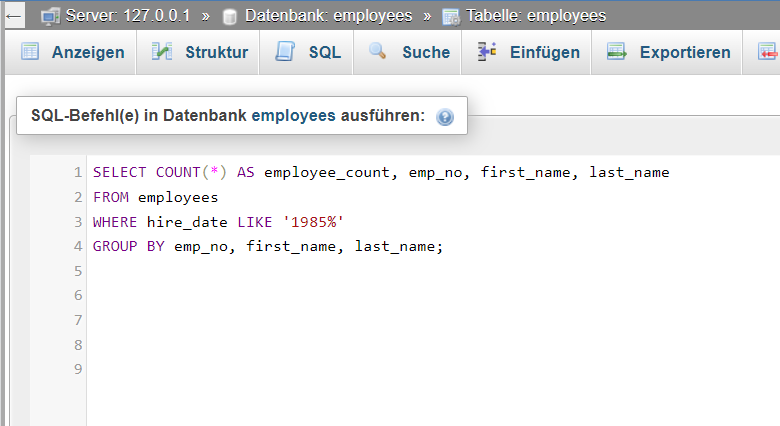 Server: 127.0.0.1 » Datenbank: employees » Tabelle: employees
Anzeigen Struktur SQL Suche Einfügen Exportieren
SQL-Befehl(e) in Datenbank employees ausführen:
1 SELECT COUNT(*) AS employee_count, emp_no, first_name, last_name
2 FROM employees
3 WHERE hire_date LIKE '1985%'
4 GROUP BY emp_no, first_name, last_name;
5
6
7
8
9